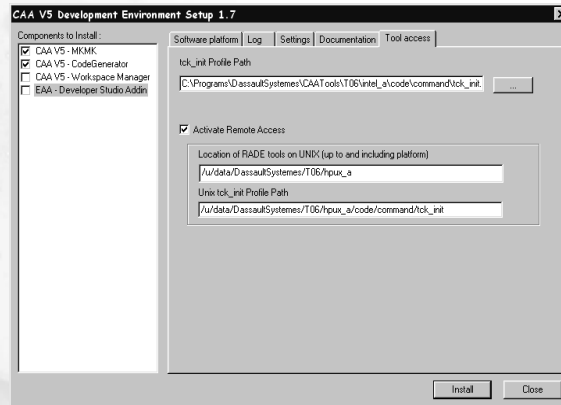 CAA V5 Development Environment Setup 1.7
Components to Install :
CAA V5 - MKMK
CAA V5 - CodeGenerator
CAA V5 - Workspace Manager
EAA - Developer Studio Addin
Software platform Log Settings Documentation Tool access
tck_init Profile Path
C:\Programs\DassaultSystemes\CAATools\T06\intel_a\code\command\tck_init.
...
Activate Remote Access
Location of RADE tools on UNIX (up to and including platform)
/u/data/DassaultSystemes/T06/hpux_a
Unix tck_init Profile Path
/u/data/DassaultSystemes/T06/hpux_a/code/command/tck_init
Install Close